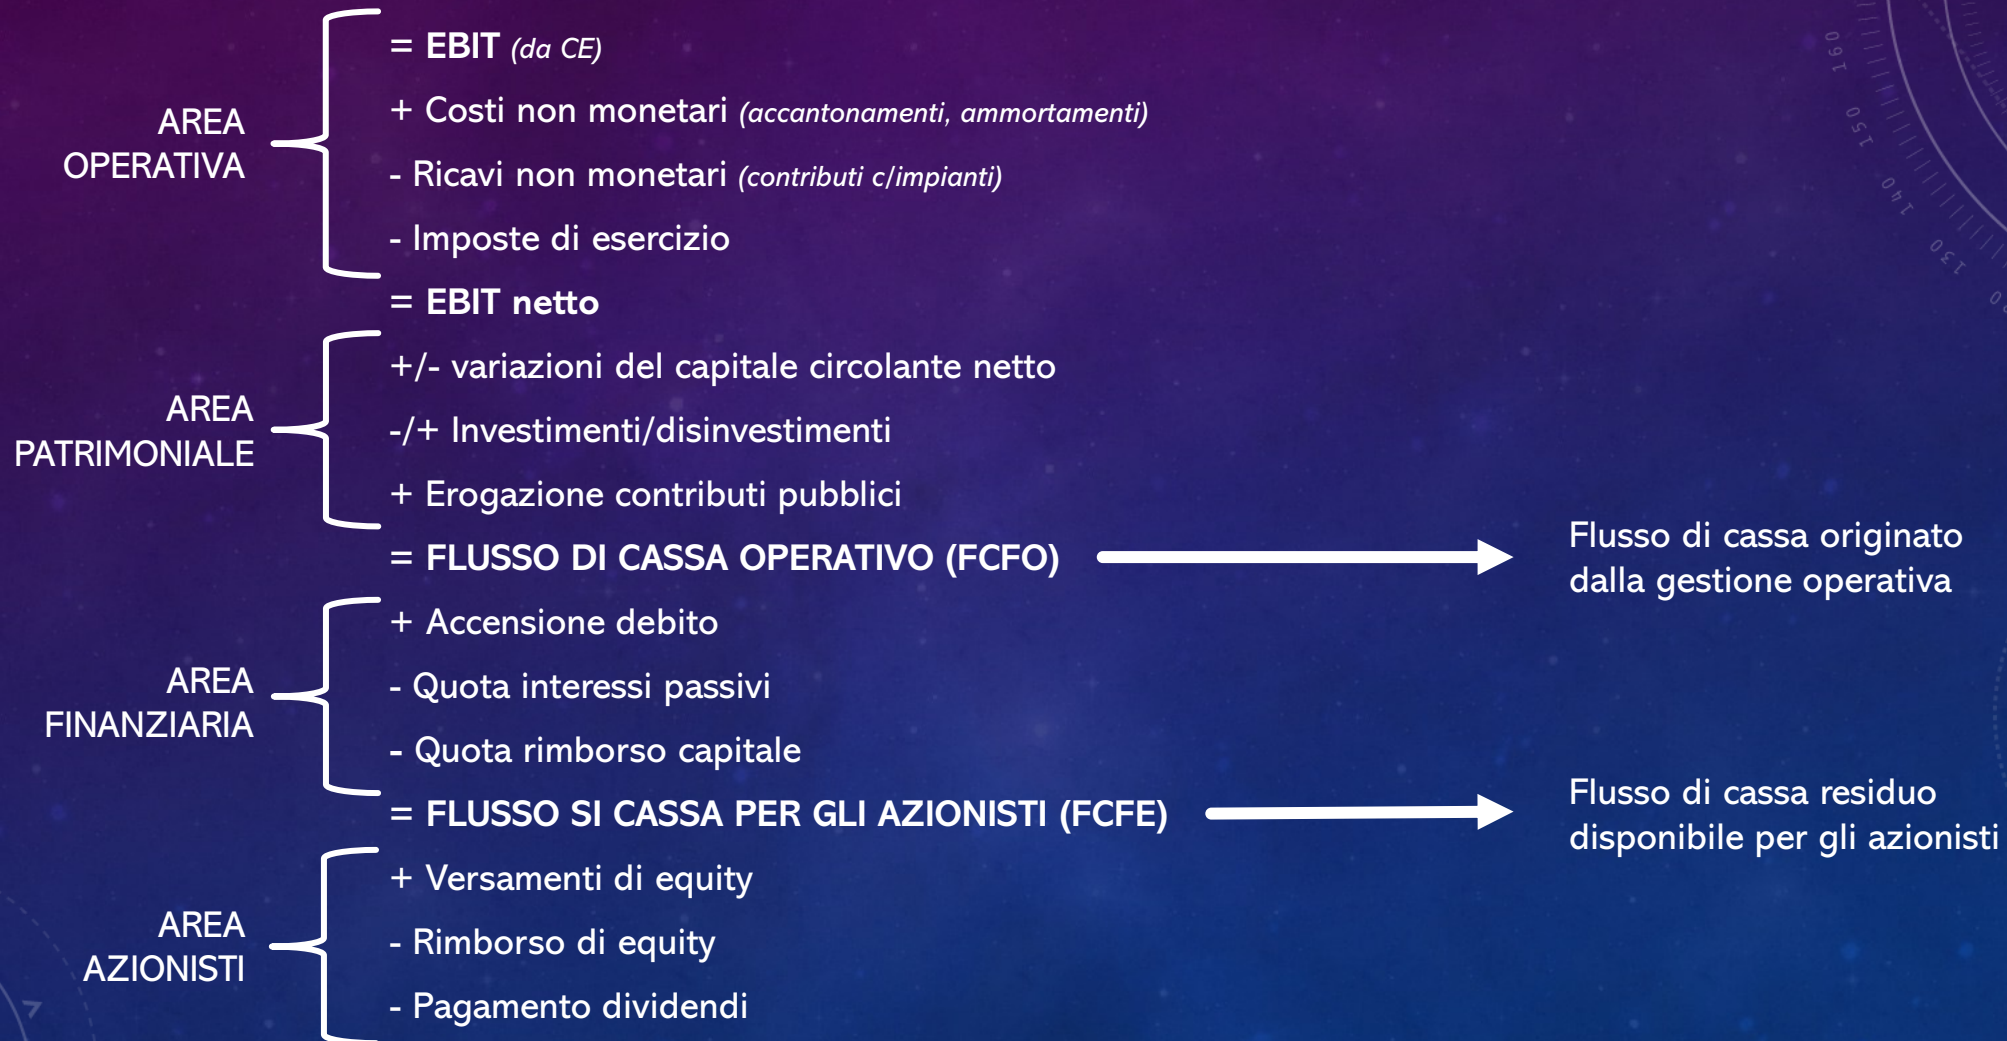 = EBIT (da CE)
+ Costi non monetari (accantonamenti, ammortamenti)
AREA
OPERATIVA
- Ricavi non monetari (contributi c/impianti)
- Imposte di esercizio
= EBIT netto
+/- variazioni del capitale circolante netto
AREA
PATRIMONIALE
-/+ Investimenti/disinvestimenti
+ Erogazione contributi pubblici
= FLUSSO DI CASSA OPERATIVO (FCFO)
Flusso di cassa originato
dalla gestione operativa
+ Accensione debito
AREA
FINANZIARIA
- Quota interessi passivi
- Quota rimborso capitale
= FLUSSO SI CASSA PER GLI AZIONISTI (FCFE)
Flusso di cassa residuo
disponibile per gli azionisti
+ Versamenti di equity
AREA
AZIONISTI
- Rimborso di equity
- Pagamento dividendi
160
150
140
130